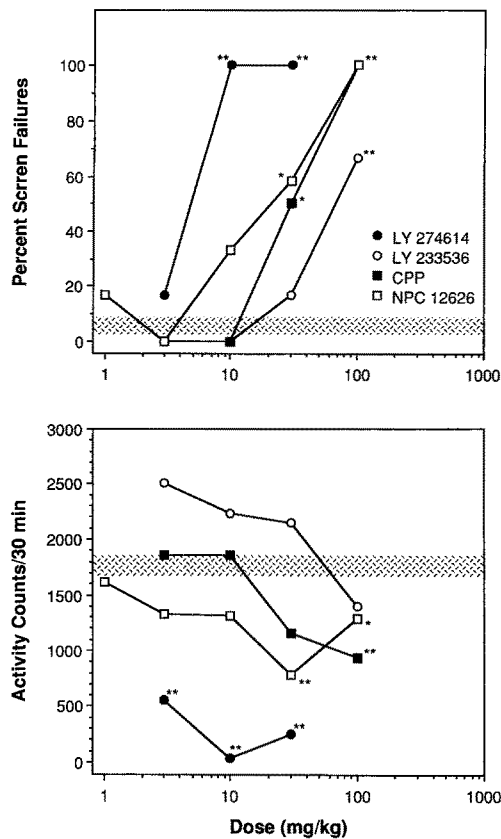 Percent Scrren Failures
100
80
60
40
20
0
** ** **
*
*
**
LY 274614
LY 233536
CPP
NPC 12626
1 10 100 1000
Activity Counts/30 min
3000
2500
2000
1500
1000
500
0
**
**
**
**
*
**
1 10 100 1000
Dose (mg/kg)